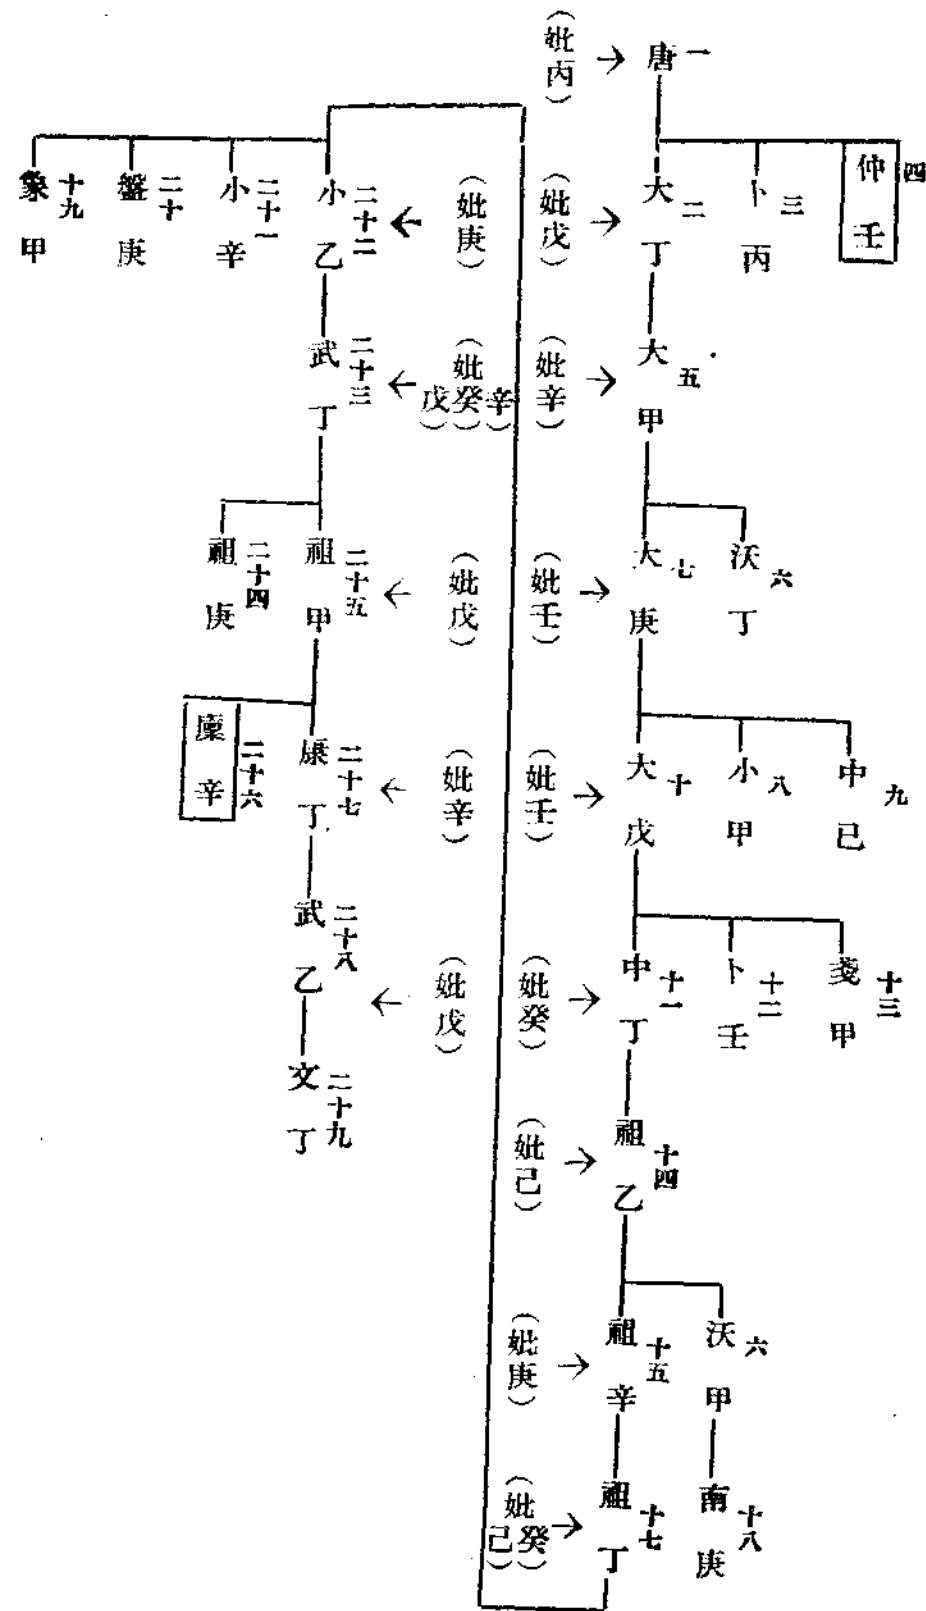 一
唐
(妣丙)
四
仲壬
三
卜丙
二
大丁
(妣戊)
五
大甲
(妣辛)
六
沃丁
七
大庚
(妣壬)
九
中己
八
小甲
十
大戊
(妣壬)
十三
戔甲
十二
卜壬
十一
中丁
(妣癸)
十四
祖乙
(妣己)
六
沃甲
十五
祖辛
(妣庚)
十八
南庚
十七
祖丁
(妣癸)
己)
二十二
小乙
(妣庚)
二十一
小辛
二十
盤庚
十九
象甲
二十三
武丁
辛)
(妣癸)
戊)
二十五
祖甲
(妣戊)
二十四
祖庚
二十七
康丁
(妣辛)
二十六
廩辛
二十八
武乙
(妣戊)
二十九
文丁